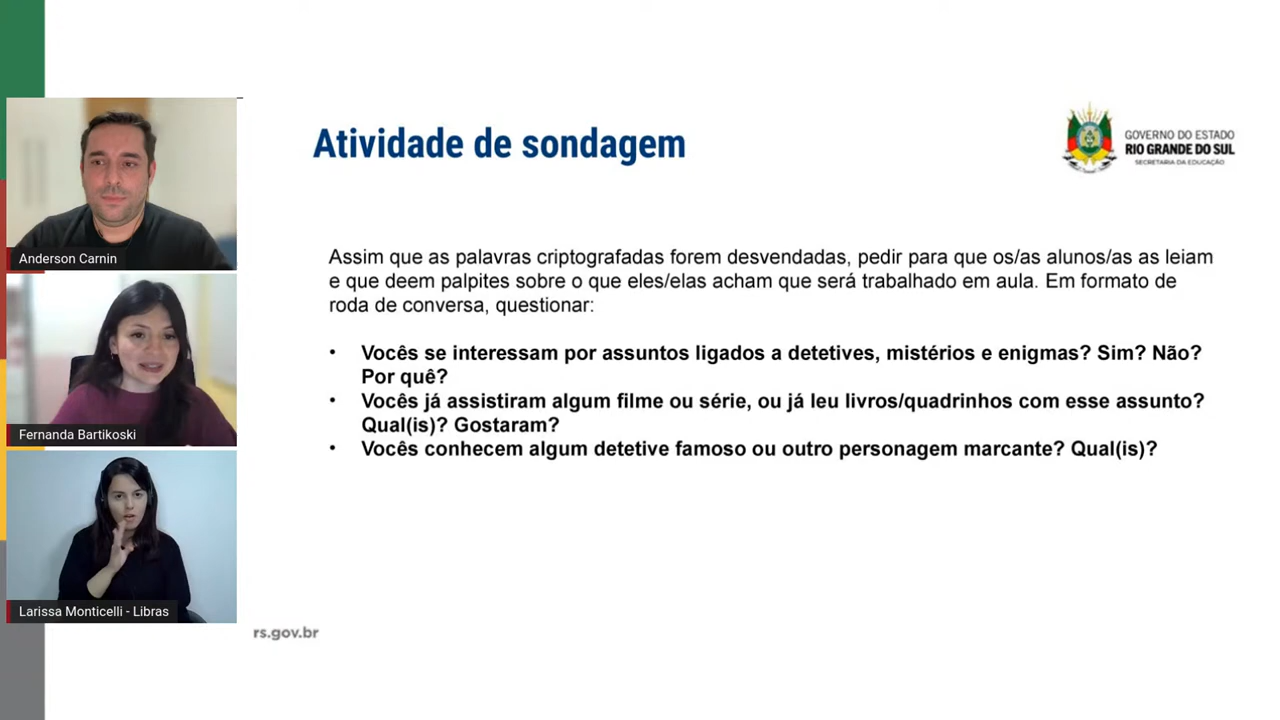 Atividade de sondagem
GOVERNO DO ESTADO
RIO GRANDE DO SUL
SECRETARIA DA EDUCAÇÃO
Anderson Carnin
Assim que as palavras criptografadas forem desvendadas, pedir para que os/as alunos/as as leiam
e que deem palpites sobre o que eles/elas acham que será trabalhado em aula. Em formato de
roda de conversa, questionar:
• Vocês se interessam por assuntos ligados a detetives, mistérios e enigmas? Sim? Não?
Por quê?
• Vocês já assistiram algum filme ou série, ou já leu livros/quadrinhos com esse assunto?
Qual(is)? Gostaram?
• Vocês conhecem algum detetive famoso ou outro personagem marcante? Qual(is)?
Fernanda Bartikoski
Larissa Monticelli - Libras
rs.gov.br